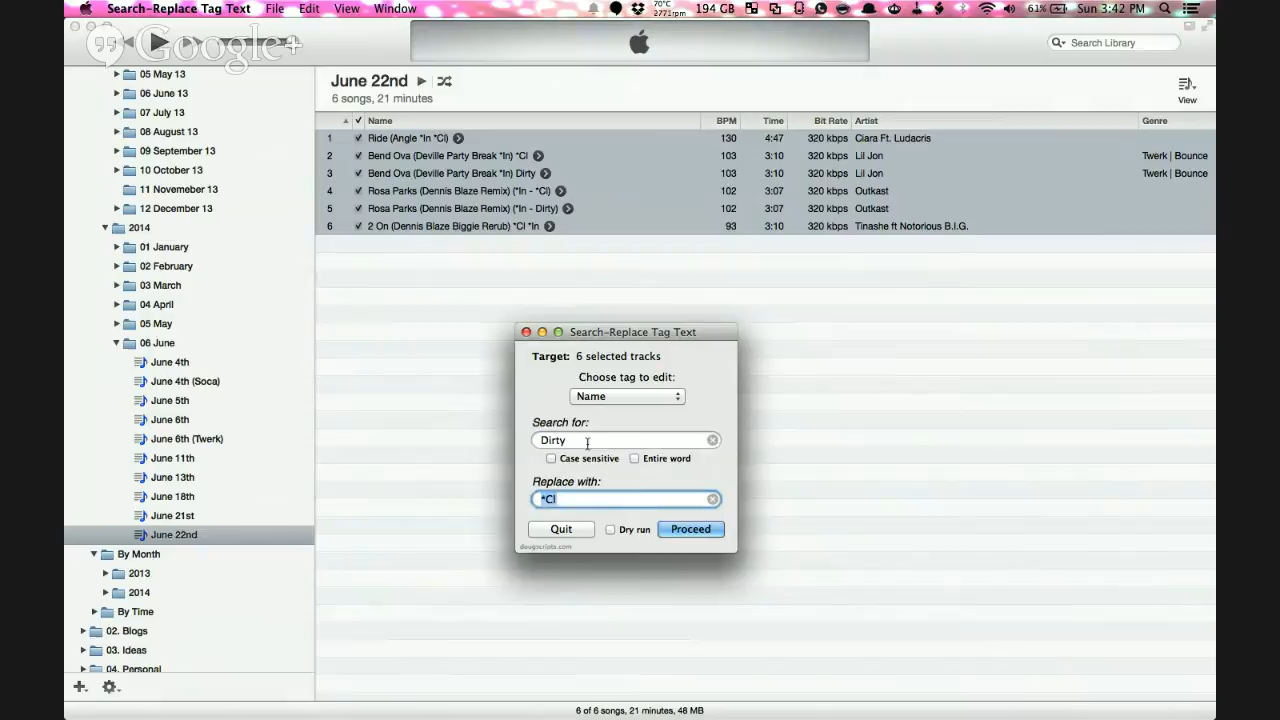 Search-Replace Tag Text File Edit View Window 70°C 2771rpm 194 GB 61% Sun 3:42 PM
Google+
Search Library
05 May 13
06 June 13
07 July 13
08 August 13
09 September 13
10 October 13
11 Novemeber 13
12 December 13
2014
01 January
02 February
03 March
04 April
05 May
06 June
June 4th
June 4th (Soca)
June 5th
June 6th
June 6th (Twerk)
June 11th
June 13th
June 18th
June 21st
June 22nd
By Month
2013
2014
By Time
02. Blogs
03. Ideas
04. Personal
June 22nd
6 songs, 21 minutes
View
Name BPM Time Bit Rate Artist Genre
1 Ride (Angle *In *Cl) 130 4:47 320 kbps Ciara Ft. Ludacris
2 Bend Ova (Deville Party Break *In) *Cl 103 3:10 320 kbps Lil Jon Twerk | Bounce
3 Bend Ova (Deville Party Break *In) Dirty 103 3:10 320 kbps Lil Jon Twerk | Bounce
4 Rosa Parks (Dennis Blaze Remix) (*In - *Cl) 102 3:07 320 kbps Outkast
5 Rosa Parks (Dennis Blaze Remix) (*In - Dirty) 102 3:07 320 kbps Outkast
6 2 On (Dennis Blaze Biggie Rerub) *Cl *In 93 3:10 320 kbps Tinashe ft Notorious B.I.G.
Search-Replace Tag Text
Target: 6 selected tracks
Choose tag to edit:
Name
Search for:
Dirty
Case sensitive Entire word
Replace with:
*Cl
Quit Dry run Proceed
dougscripts.com
6 of 6 songs, 21 minutes, 48 MB